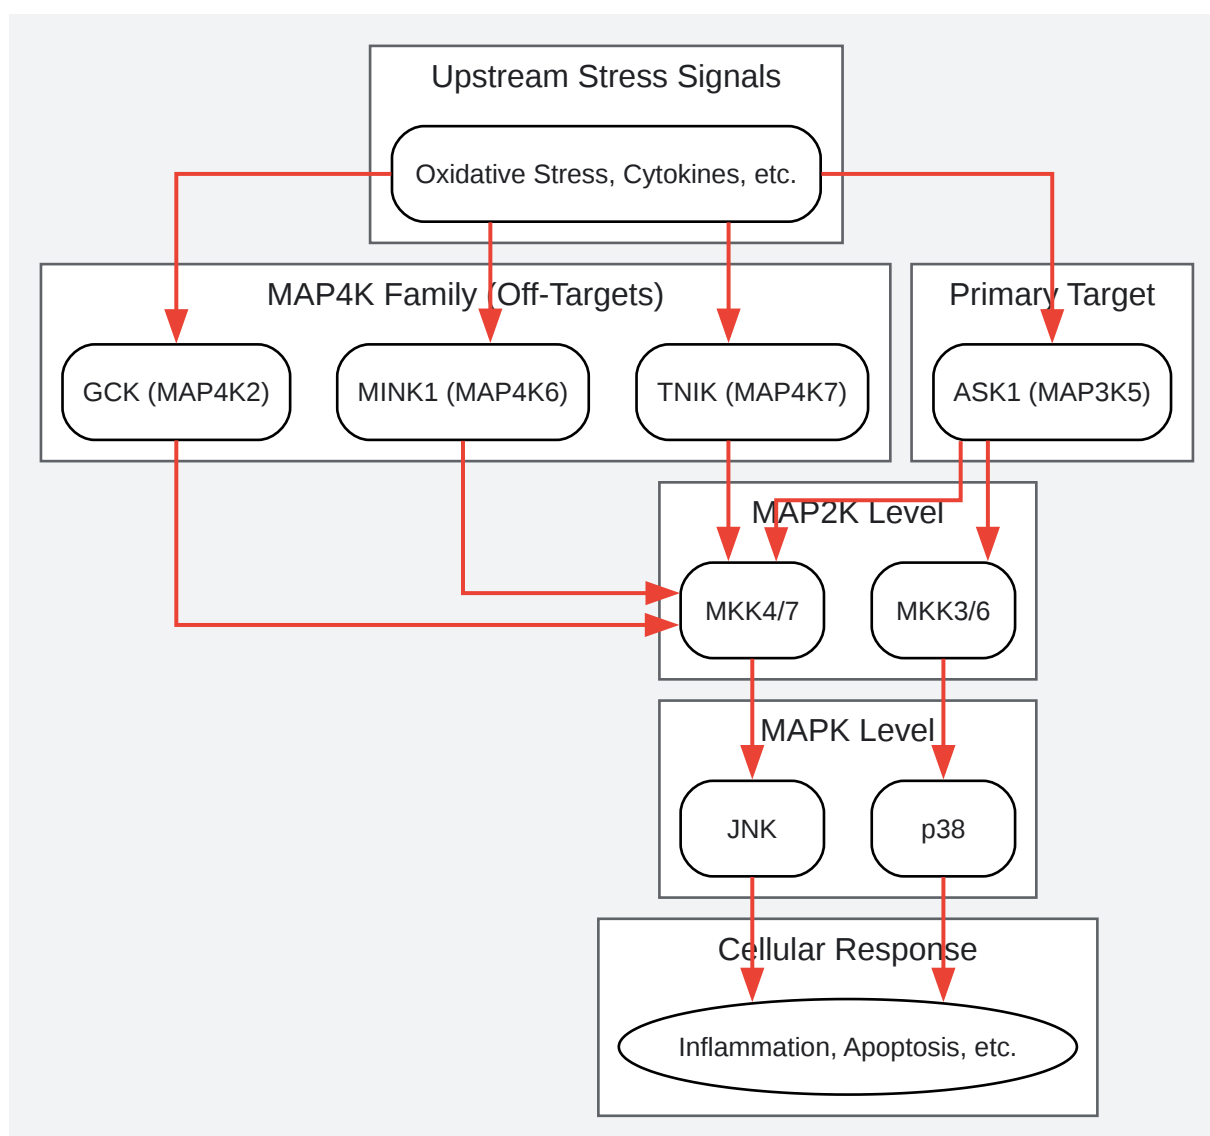 Upstream Stress Signals
Oxidative Stress, Cytokines, etc.
MAP4K Family (Off-Targets)
Primary Target
GCK (MAP4K2)
MINK1 (MAP4K6)
TNIK (MAP4K7)
ASK1 (MAP3K5)
MAP2K Level
MKK4/7
MKK3/6
MAPK Level
JNK
p38
Cellular Response
Inflammation, Apoptosis, etc.